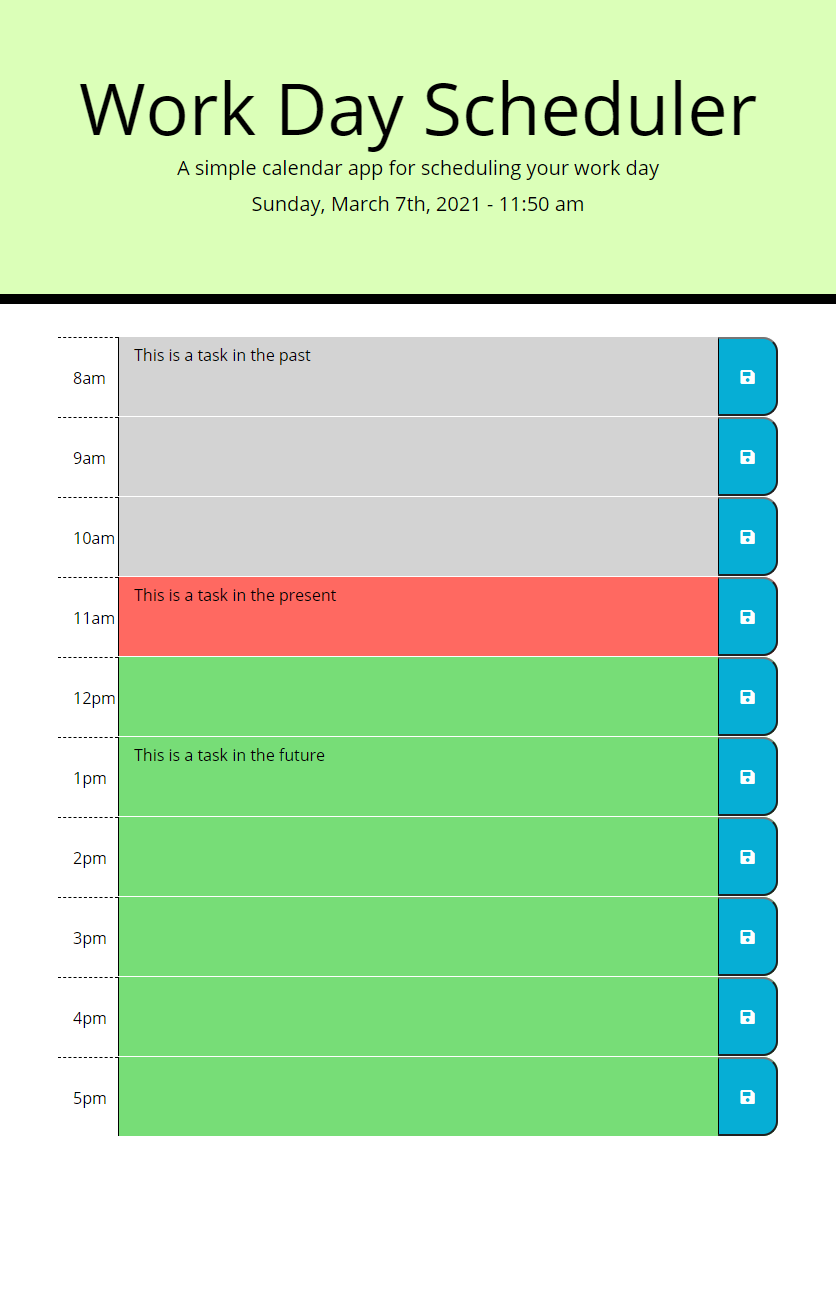 Work Day Scheduler
A simple calendar app for scheduling your work day
Sunday, March 7th, 2021 - 11:50 am
8am
This is a task in the past
9am
10am
11am
This is a task in the present
12pm
1pm
This is a task in the future
2pm
3pm
4pm
5pm